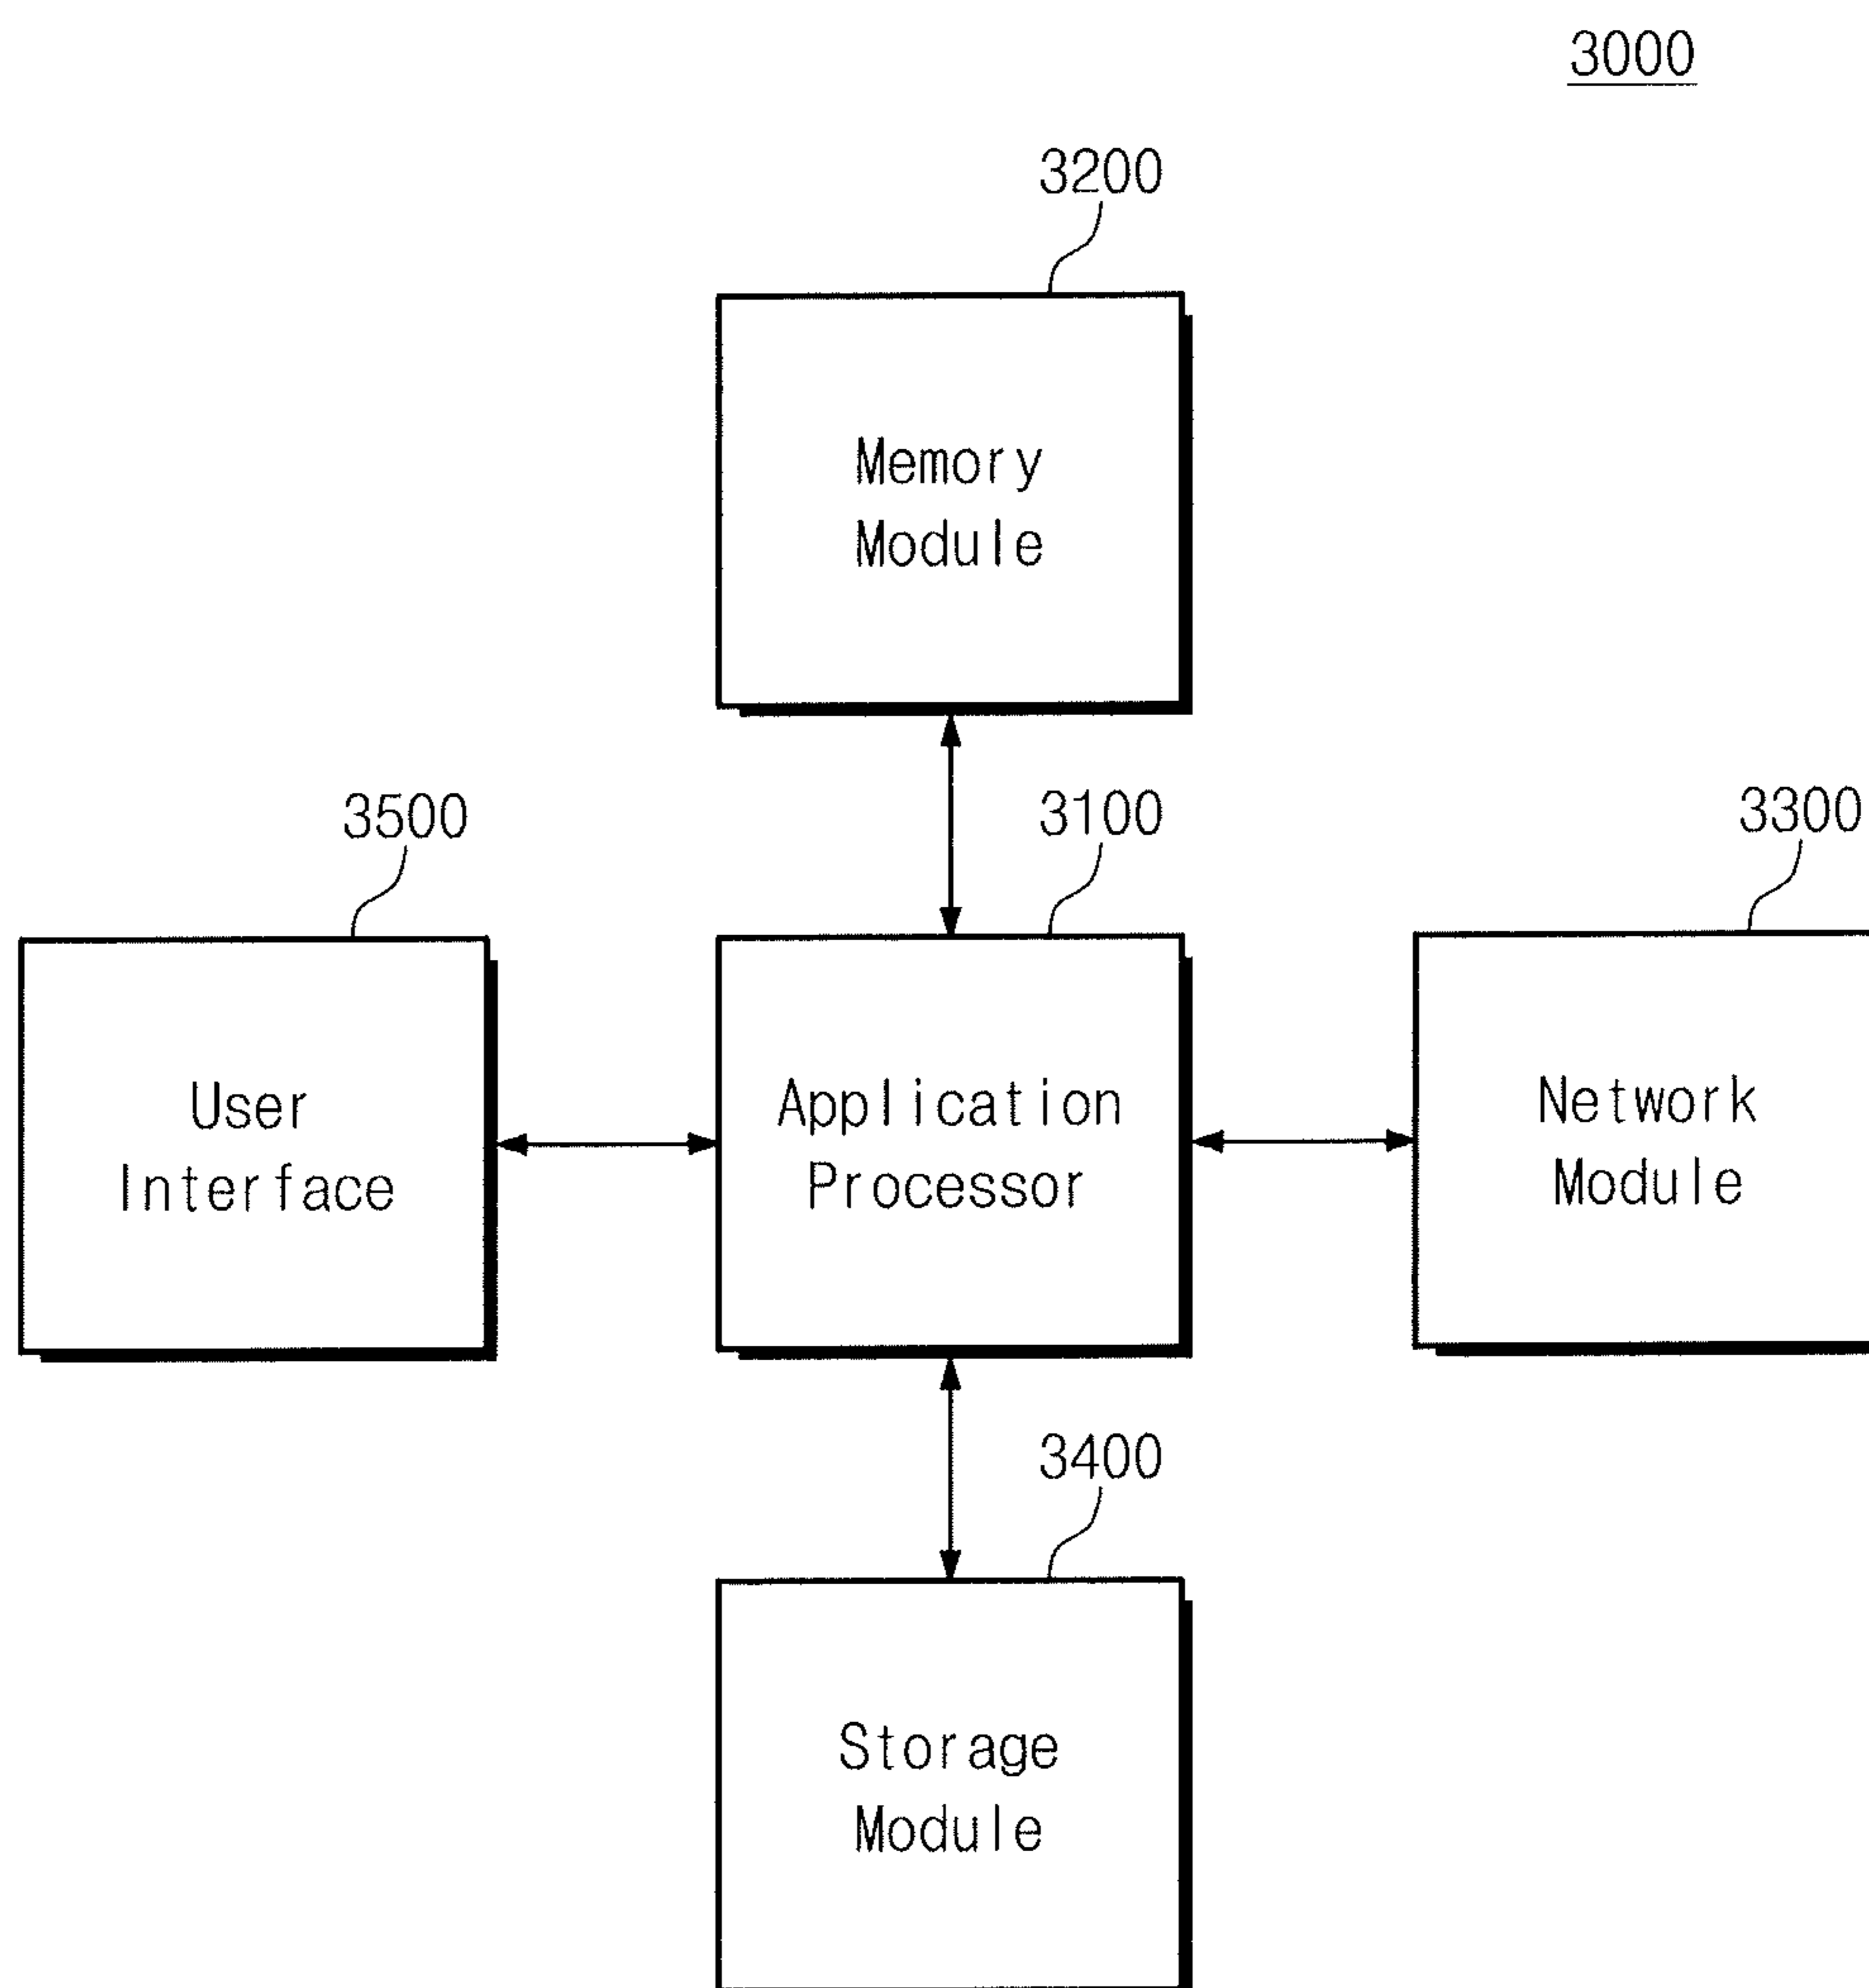 3000
3200
Memory
Module
3500
3100
3300
User
Interface
Application
Processor
Network
Module
3400
Storage
Module